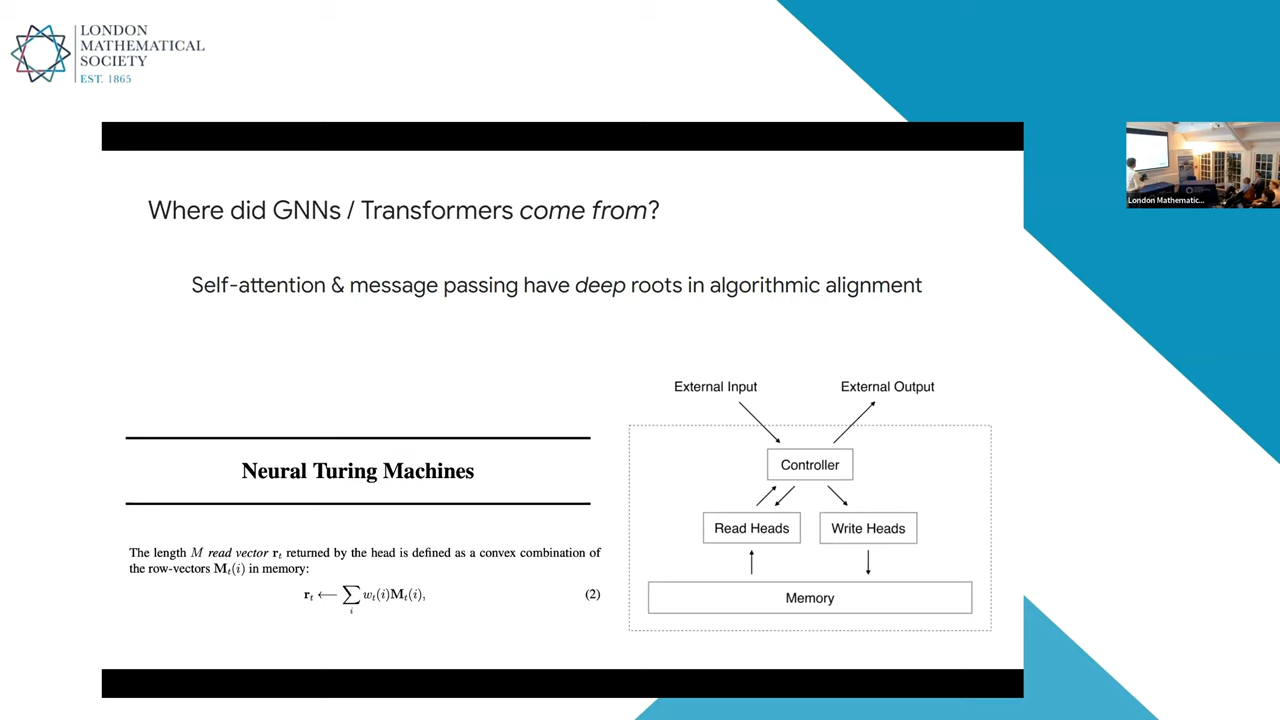 LONDON
MATHEMATICAL
SOCIETY
EST. 1865
London Mathematic...
Where did GNNs / Transformers come from?
Self-attention & message passing have deep roots in algorithmic alignment
Neural Turing Machines
The length M read vector r_t returned by the head is defined as a convex combination of
the row-vectors M_t(i) in memory:
r_t ⟵ ∑_i w_t(i)M_t(i), (2)
External Input
External Output
Controller
Read Heads
Write Heads
Memory